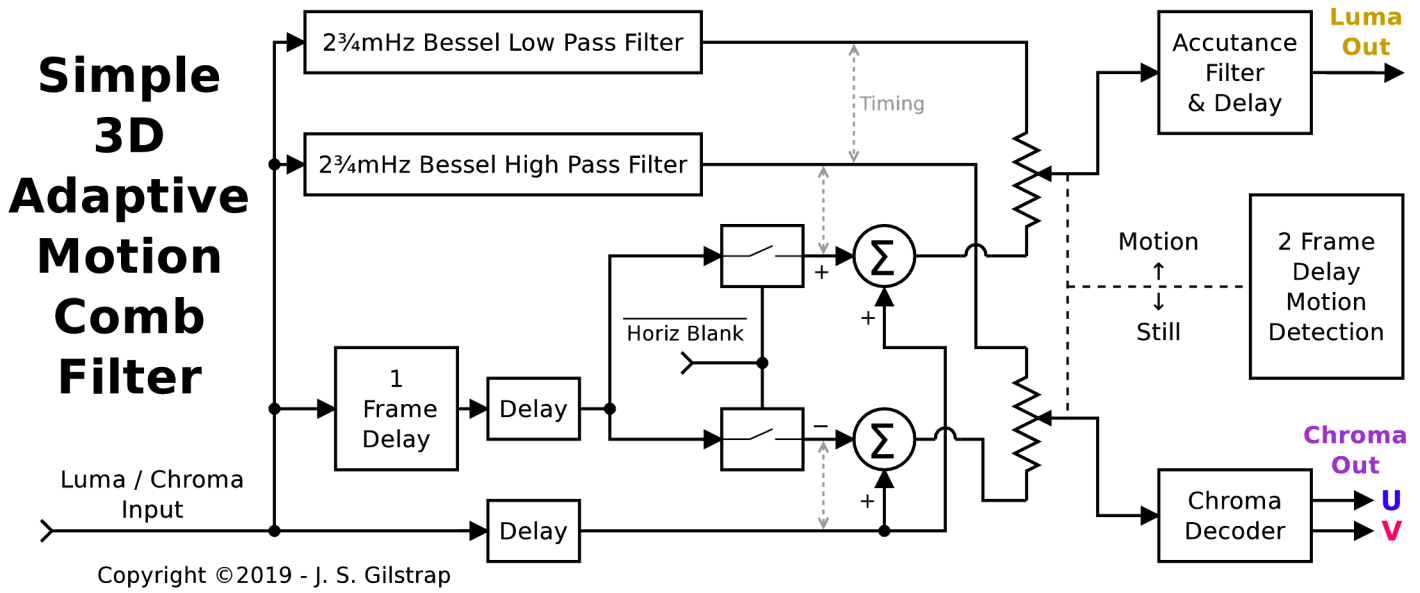 Simple
3D
Adaptive
Motion
Comb
Filter
2¾mHz Bessel Low Pass Filter
Timing
2¾mHz Bessel High Pass Filter
Accutance
Filter
& Delay
Luma
Out
+
Σ
+
Horiz Blank
Motion
↑
↓
Still
2 Frame
Delay
Motion
Detection
1
Frame
Delay
Delay
−
Σ
+
Luma / Chroma
Input
Delay
Chroma
Out
Chroma
Decoder
U
V
Copyright ©2019 - J. S. Gilstrap